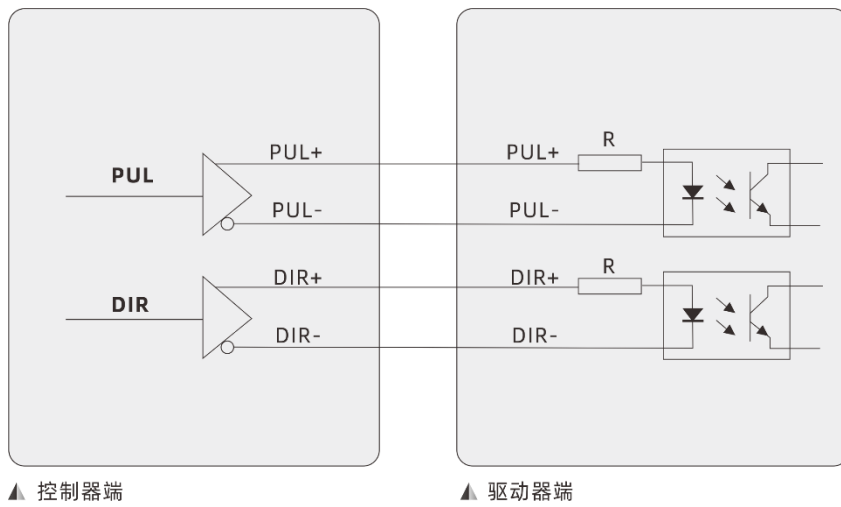 R
PUL+ PUL+
PUL
PUL- PUL-
R
DIR+ DIR+
DIR
DIR- DIR-
控制器端 驱动器端